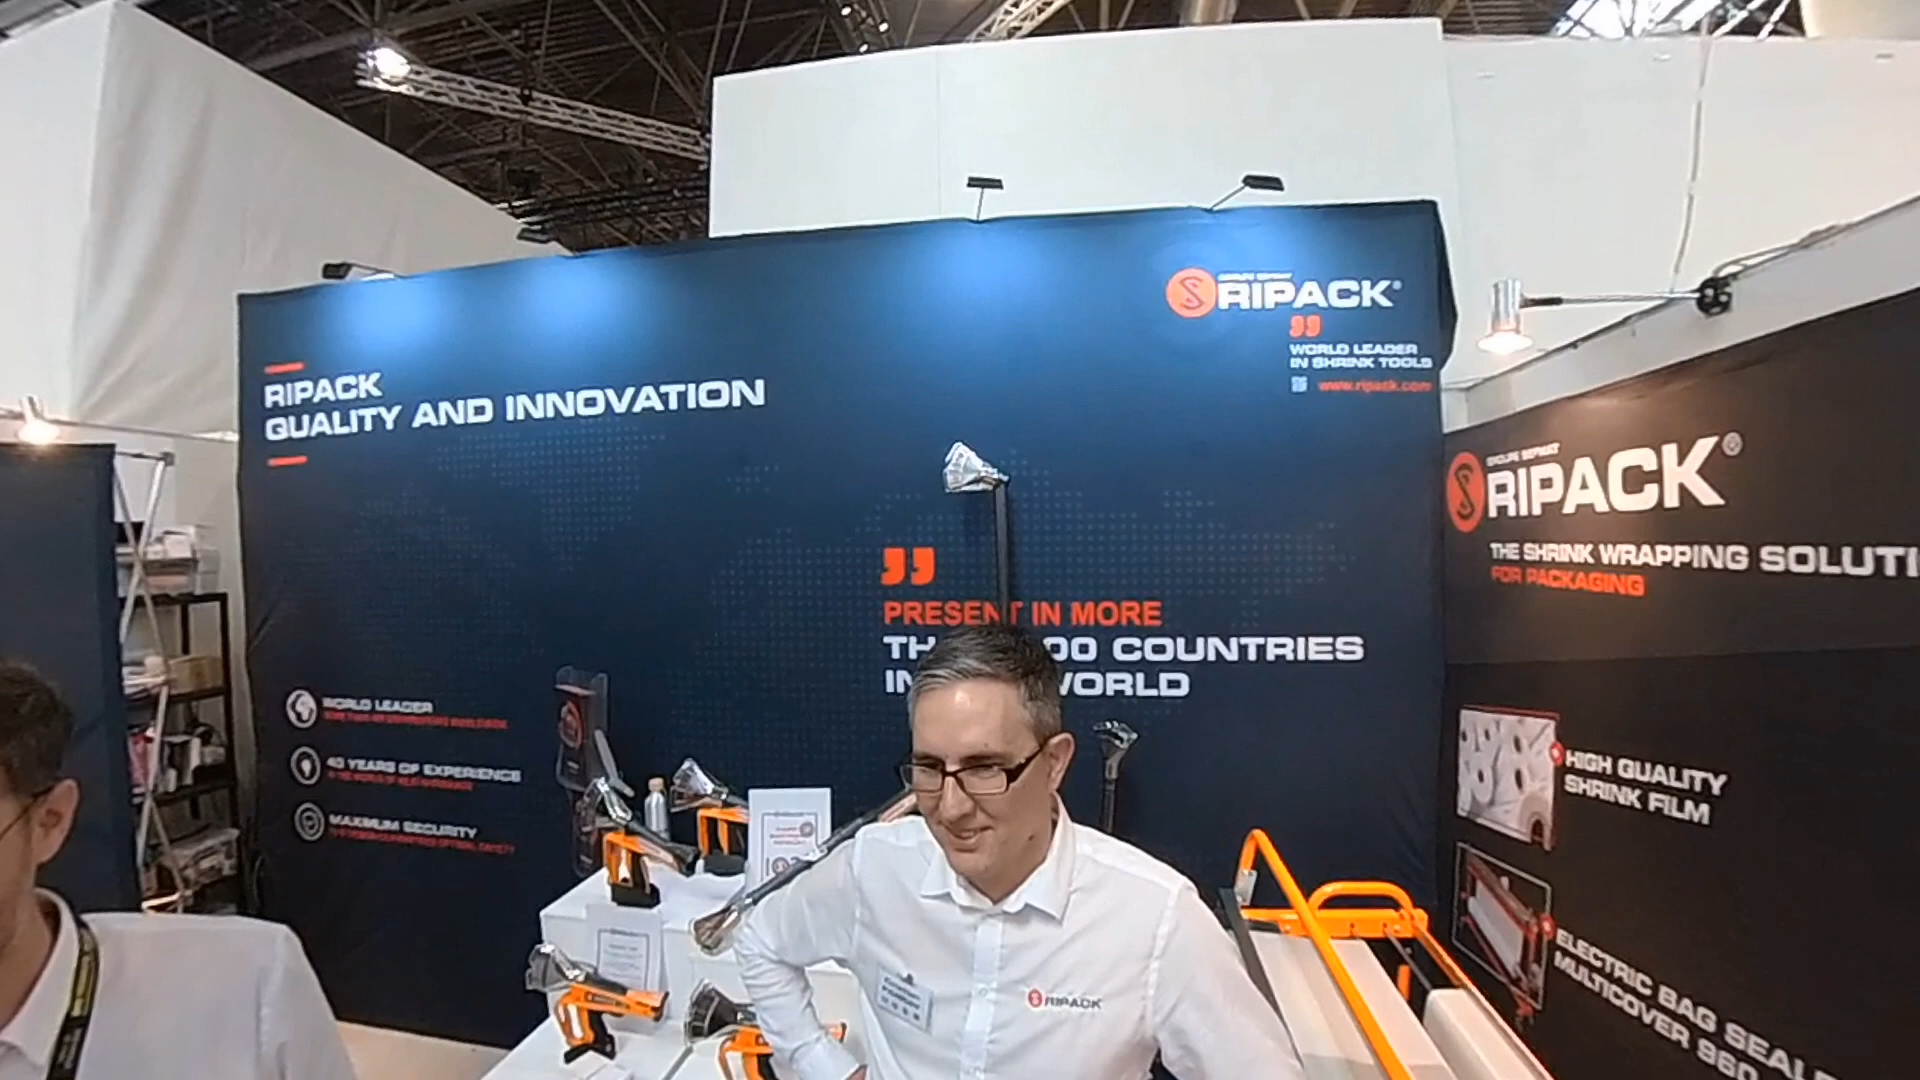 RIPACK
QUALITY AND INNOVATION
RIPACK®
WORLD LEADER
IN SHRINK TOOLS
www.ripack.com
PRESENT IN MORE
00 COUNTRIES
WORLD
WORLD LEADER
40 YEARS OF EXPERIENCE
MAXIMUM SECURITY
RIPACK®
THE SHRINK WRAPPING SOLUTI
FOR PACKAGING
HIGH QUALITY
SHRINK FILM
ELECTRIC BAG SEAL
MULTICOVER 960
RIPACK